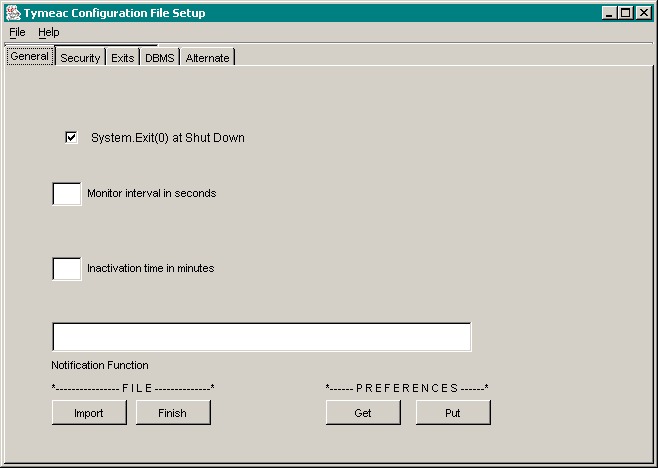 Tymeac Configuration File Setup
File Help
General Security Exits DBMS Alternate
System.Exit(0) at Shut Down
Monitor interval in seconds
Inactivation time in minutes
Notification Function
*---------------- F I L E --------------* *------ P R E F E R E N C E S ------*
Import Finish Get Put